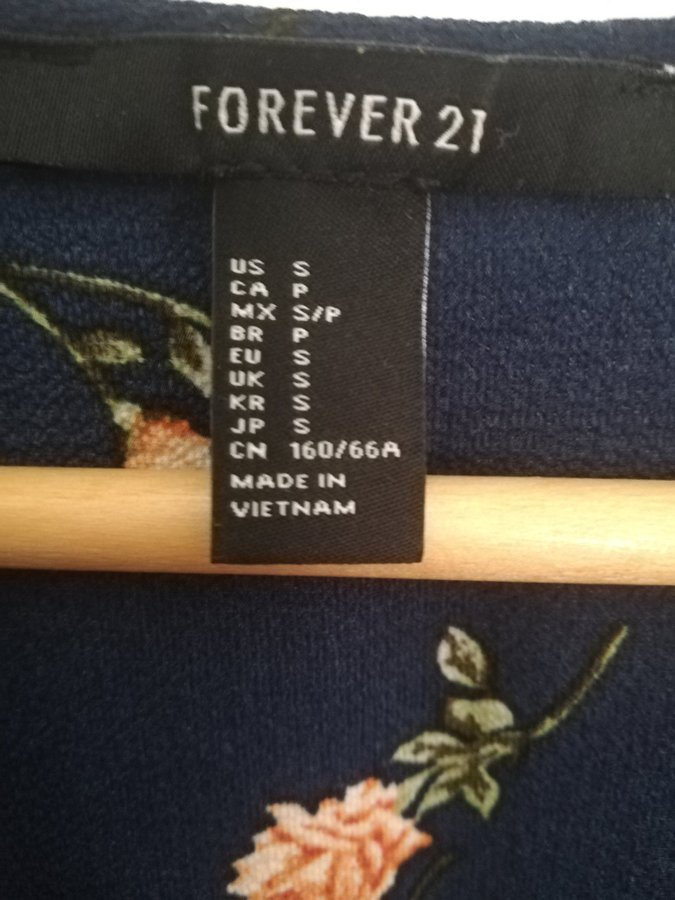 FOREVER 21
US S
CA P
MX S/P
BR P
EU S
UK S
KR S
JP S
CN 160/66A
MADE IN
VIETNAM